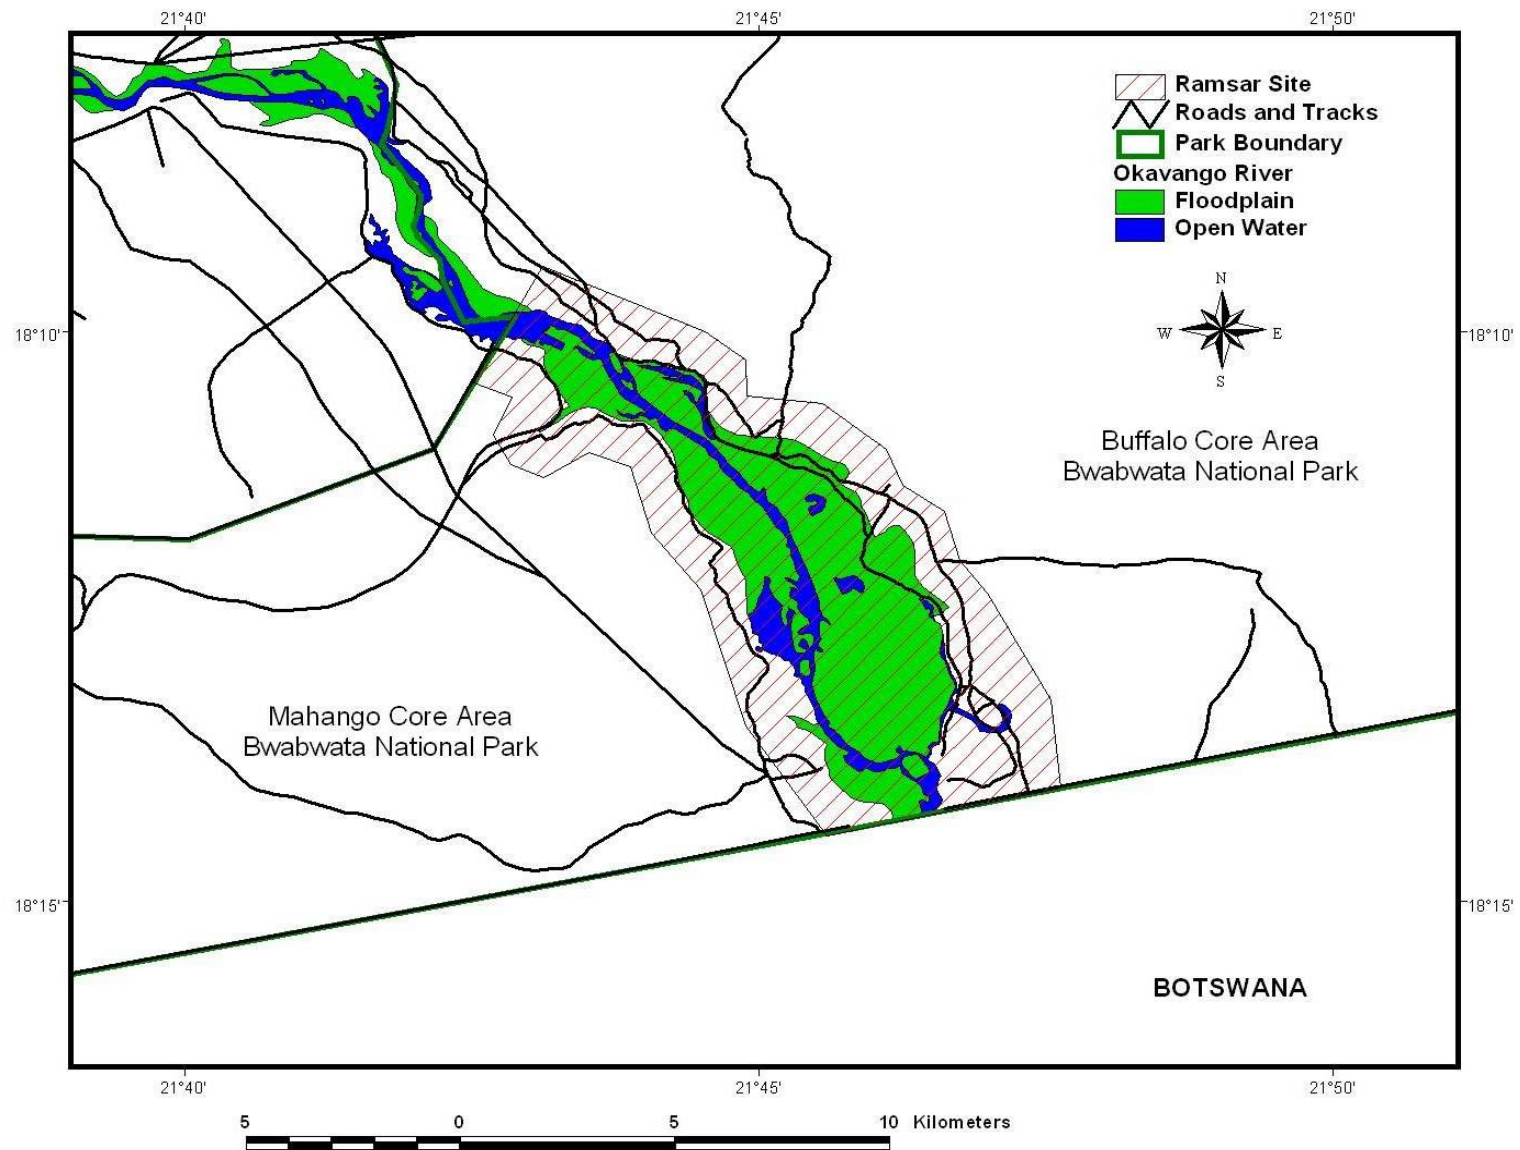 21°40' 21°45' 21°50'
Ramsar Site
Roads and Tracks
Park Boundary
Okavango River
Floodplain
Open Water
N
W E
S
18°10' 18°10'
Buffalo Core Area
Bwabwata National Park
Mahango Core Area
Bwabwata National Park
18°15' 18°15'
BOTSWANA
21°40' 21°45' 21°50'
5 0 5 10 Kilometers